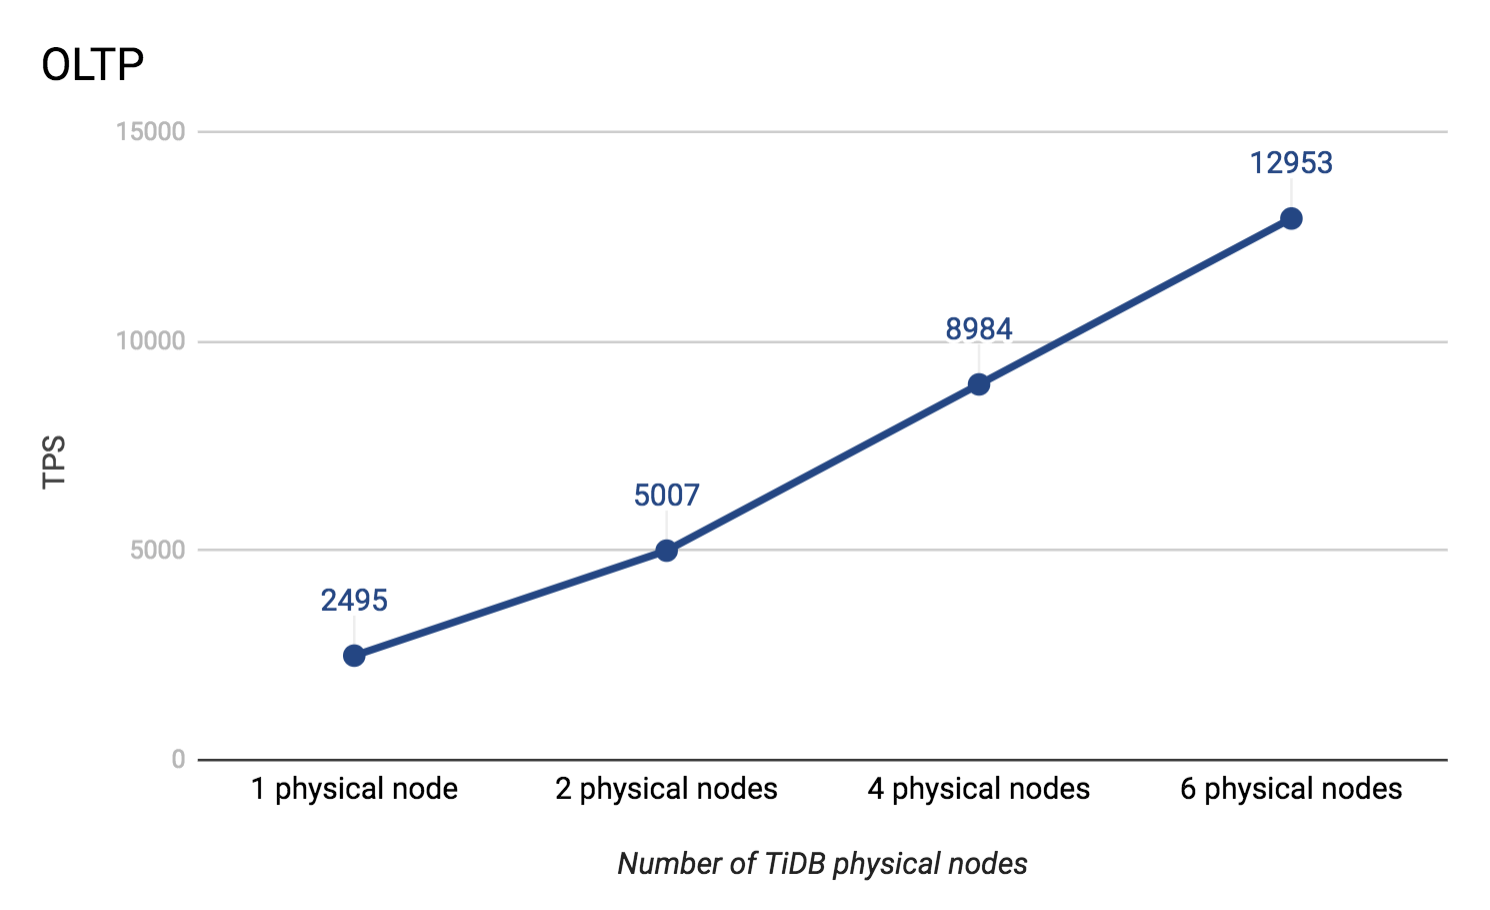 OLTP
15000
12953
10000
8984
TPS
5007
5000
2495
0
1 physical node
2 physical nodes
4 physical nodes
6 physical nodes
Number of TiDB physical nodes